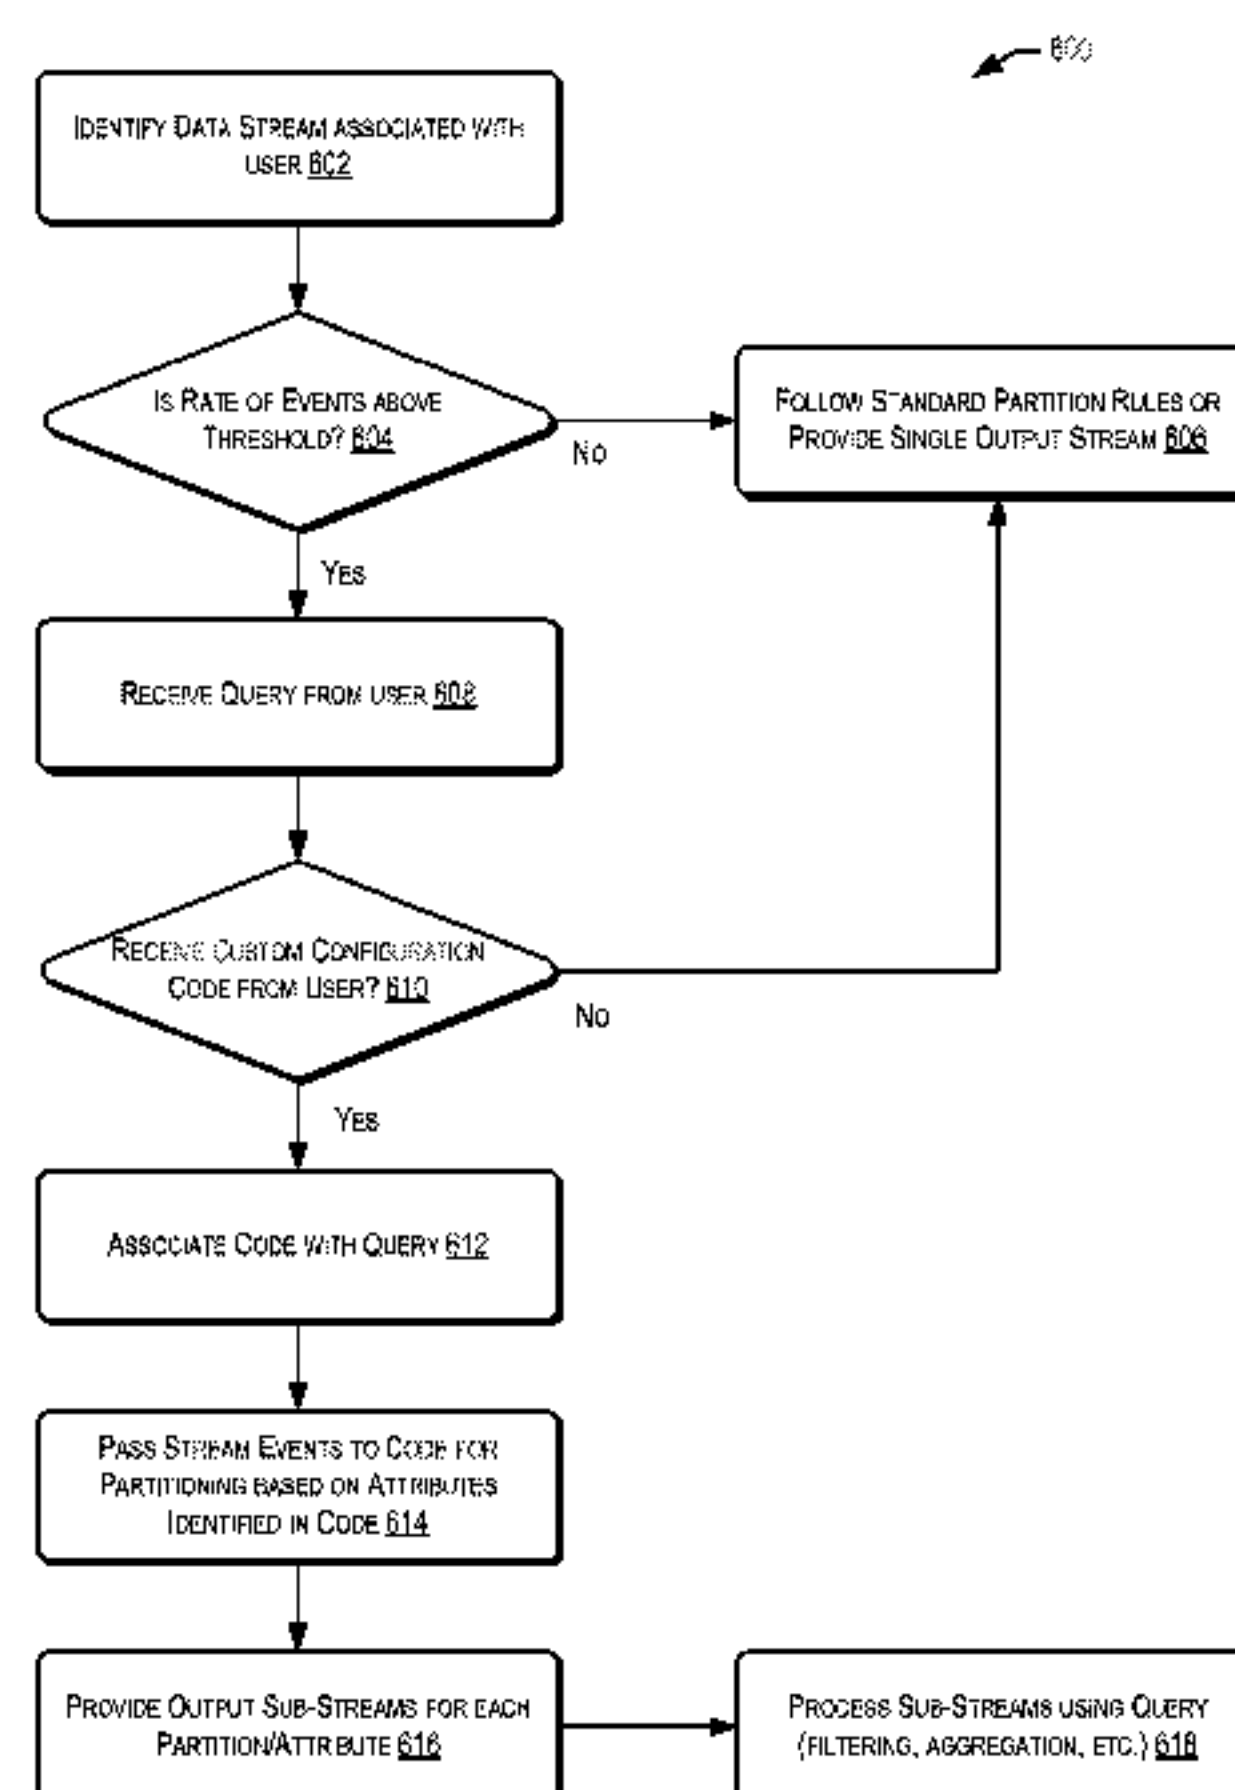 600
IDENTIFY DATA STREAM ASSOCIATED WITH
USER 602
IS RATE OF EVENTS ABOVE
THRESHOLD? 604
No
FOLLOW STANDARD PARTITION RULES OR
PROVIDE SINGLE OUTPUT STREAM 606
YES
RECEIVE QUERY FROM USER 608
RECEIVE CUSTOM CONFIGURATION
CODE FROM USER? 610
No
YES
ASSOCIATE CODE WITH QUERY 612
PASS STREAM EVENTS TO CODE FOR
PARTITIONING BASED ON ATTRIBUTES
IDENTIFIED IN CODE 614
PROVIDE OUTPUT SUB-STREAMS FOR EACH
PARTITION/ATTRIBUTE 616
PROCESS SUB-STREAMS USING QUERY
(FILTERING, AGGREGATION, ETC.) 618